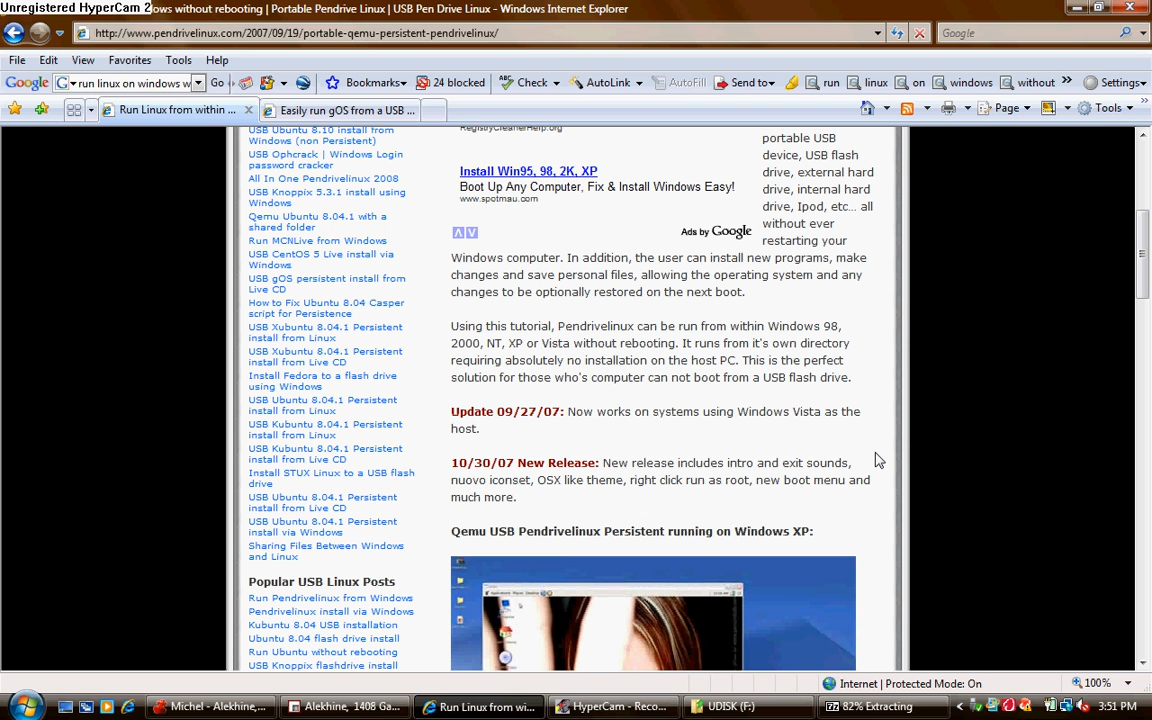 Unregistered HyperCam 2
ows without rebooting | Portable Pendrive Linux | USB Pen Drive Linux - Windows Internet Explorer
http://www.pendrivelinux.com/2007/09/19/portable-qemu-persistent-pendrivelinux/
Google
File Edit View Favorites Tools Help
Google run linux on windows w Go Bookmarks 24 blocked Check AutoLink AutoFill Send to run linux on windows without Settings
Run Linux from within ... Easily run gOS from a USB ... Page Tools
USB Ubuntu 8.10 install from
Windows (non Persistent)
USB Ophcrack | Windows Login
password cracker
All In One Pendrivelinux 2008
USB Knoppix 5.3.1 install using
Windows
Qemu Ubuntu 8.04.1 with a
shared folder
Run MCNLive from Windows
USB CentOS 5 Live install via
Windows
USB gOS persistent install from
Live CD
How to Fix Ubuntu 8.04 Casper
script for Persistence
USB Xubuntu 8.04.1 Persistent
install from Linux
USB Xubuntu 8.04.1 Persistent
install from Live CD
Install Fedora to a flash drive
using Windows
USB Ubuntu 8.04.1 Persistent
install from Linux
USB Kubuntu 8.04.1 Persistent
install from Linux
USB Kubuntu 8.04.1 Persistent
install from Live CD
Install STUX Linux to a USB flash
drive
USB Ubuntu 8.04.1 Persistent
install from Live CD
USB Ubuntu 8.04.1 Persistent
install via Windows
Sharing Files Between Windows
and Linux
Popular USB Linux Posts
Run Pendrivelinux from Windows
Pendrivelinux install via Windows
Kubuntu 8.04 USB installation
Ubuntu 8.04 flash drive install
Run Ubuntu without rebooting
USB Knoppix flashdrive install
RegistryCleanerHelp.org
Install Win95, 98, 2K, XP
Boot Up Any Computer, Fix & Install Windows Easy!
www.spotmau.com
Ads by Google
portable USB
device, USB flash
drive, external hard
drive, internal hard
drive, Ipod, etc... all
without ever
restarting your
Windows computer. In addition, the user can install new programs, make
changes and save personal files, allowing the operating system and any
changes to be optionally restored on the next boot.
Using this tutorial, Pendrivelinux can be run from within Windows 98,
2000, NT, XP or Vista without rebooting. It runs from it's own directory
requiring absolutely no installation on the host PC. This is the perfect
solution for those who's computer can not boot from a USB flash drive.
Update 09/27/07: Now works on systems using Windows Vista as the
host.
10/30/07 New Release: New release includes intro and exit sounds,
nuovo iconset, OSX like theme, right click run as root, new boot menu and
much more.
Qemu USB Pendrivelinux Persistent running on Windows XP:
Internet | Protected Mode: On 100%
Michel - Alekhine,... Alekhine, 1408 Ga... Run Linux from wi... HyperCam - Reco... UDISK (F:) 82% Extracting 3:51 PM